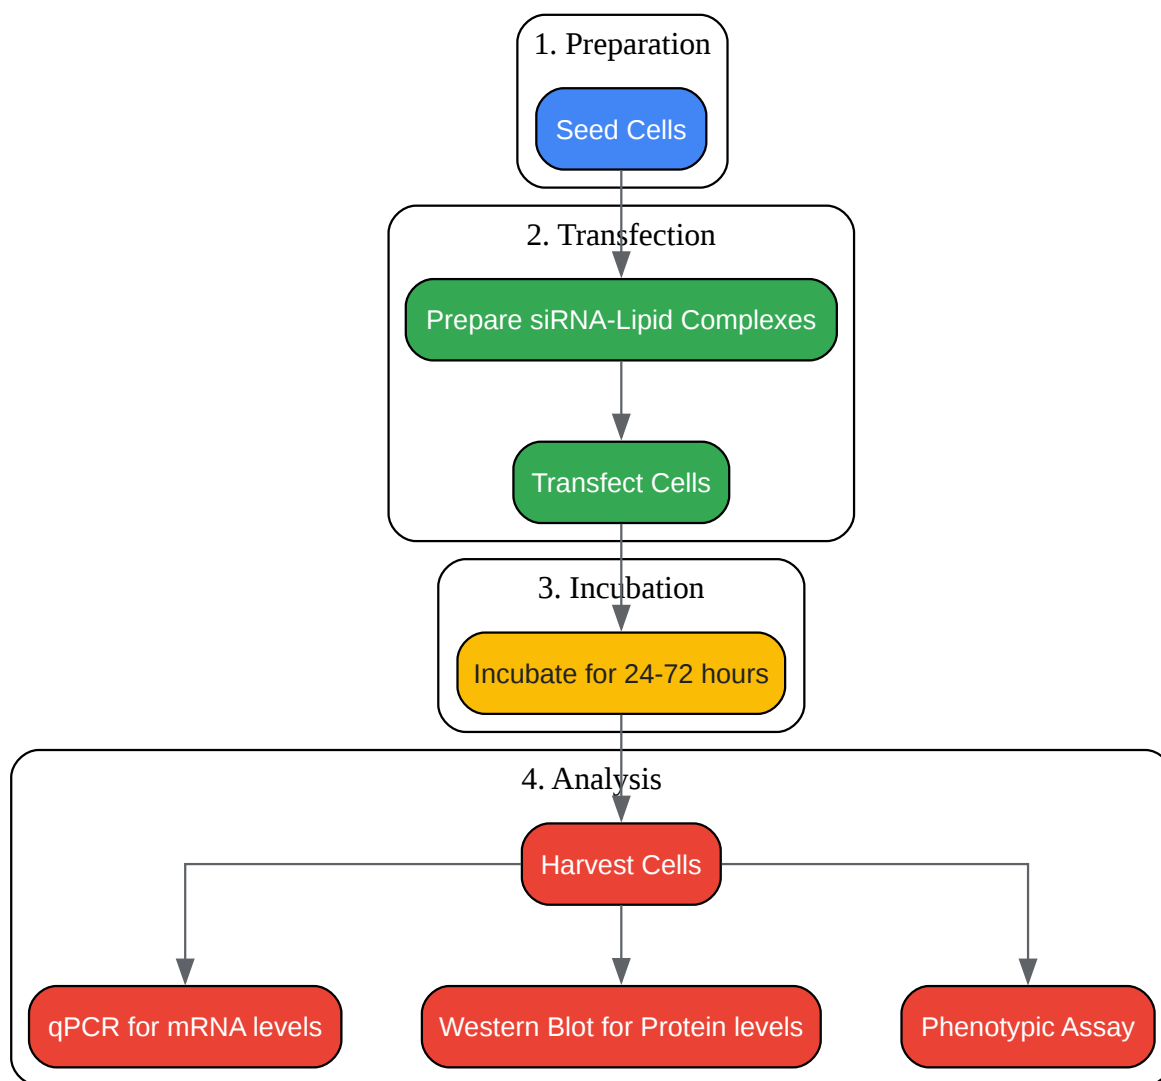 1. Preparation
Seed Cells
2. Transfection
Prepare siRNA-Lipid Complexes
Transfect Cells
3. Incubation
Incubate for 24-72 hours
4. Analysis
Harvest Cells
qPCR for mRNA levels
Western Blot for Protein levels
Phenotypic Assay